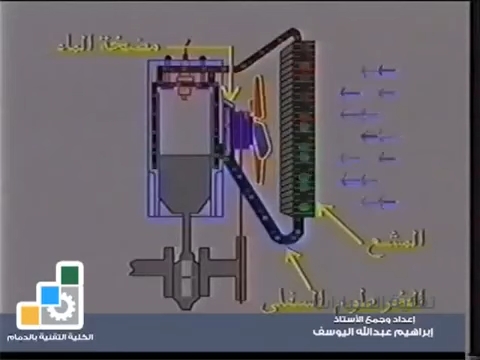 مضخة الماء
المشع
الخرطوم السفلي
إعداد وجمع الأستاذ
إبراهيم عبدالله اليوسف
الكلية التقنية بالدمام